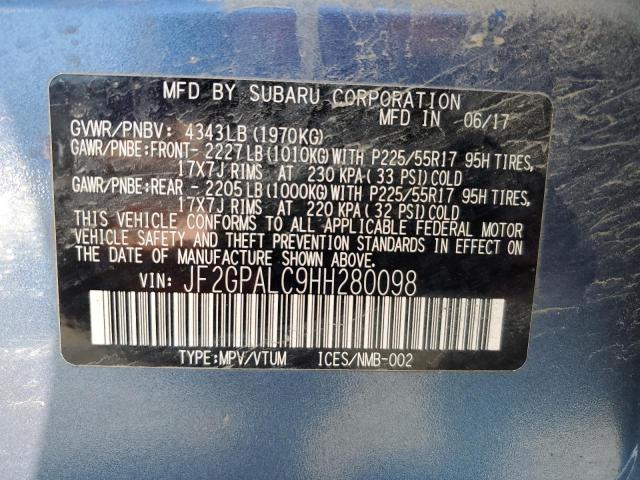 MFD BY SUBARU CORPORATION
MFD IN 06/17
GVWR/PNBV: 4343LB(1970KG)
GAWR/PNBE:FRONT- 2227LB(1010KG)WITH P225/55R17 95H TIRES,
17X7J RIMS AT 230 KPA(33 PSI)COLD
GAWR/PNBE:REAR - 2205LB(1000KG)WITH P225/55R17 95H TIRES,
17X7J RIMS AT 220 KPA(32 PSI)COLD
THIS VEHICLE CONFORMS TO ALL APPLICABLE FEDERAL MOTOR
VEHICLE SAFETY AND THEFT PREVENTION STANDARDS IN EFFECT ON
THE DATE OF MANUFACTURE SHOWN ABOVE.
VIN: JF2GPALC9HH280098
TYPE:MPV/VTUM ICES/NMB-002